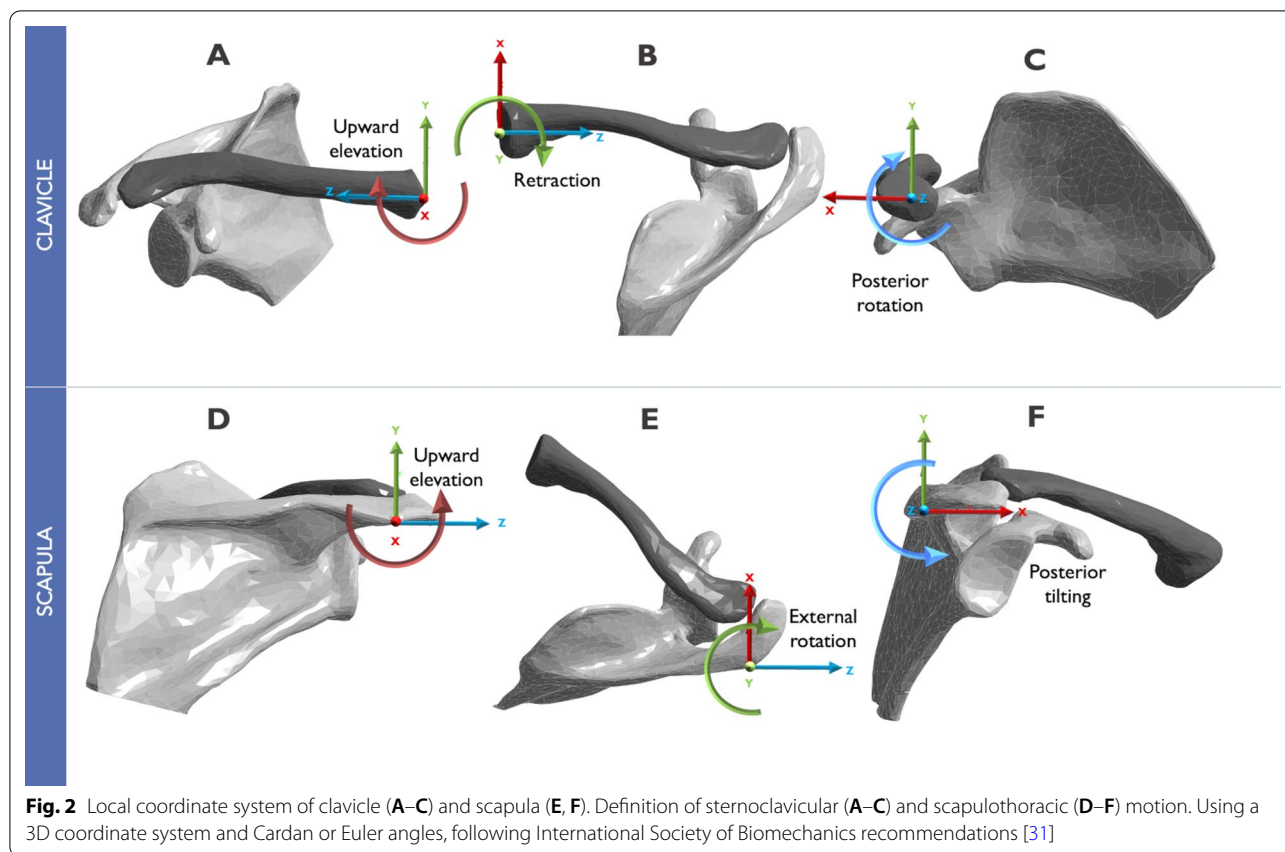 CLAVICLE
A
Upward
elevation
Y
Z
X
B
X
Z
Y
Retraction
C
Y
X
Z
Posterior
rotation
SCAPULA
D
Y
Upward
elevation
Z
X
E
X
External
rotation
Z
Y
F
Y
Z
X
Posterior
tilting
Fig. 2 Local coordinate system of clavicle (A–C) and scapula (E, F). Definition of sternoclavicular (A–C) and scapulothoracic (D–F) motion. Using a
3D coordinate system and Cardan or Euler angles, following International Society of Biomechanics recommendations [31]